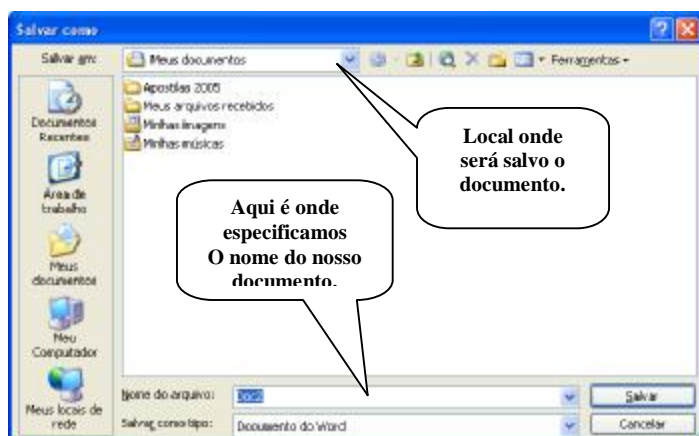 Salvar como
Salvar em:
Meus documentos
Ferramentas
Apostilas 2005
Meus arquivos recebidos
Minhas imagens
Minhas músicas
Documentos
Recentes
Área de
trabalho
Meus
documentos
Meu
Computador
Meus locais de
rede
Local onde
será salvo o
documento.
Aqui é onde
especificamos
O nome do nosso
documento.
Nome do arquivo:
Salvar
Salvar como tipo:
Documento do Word
Cancelar